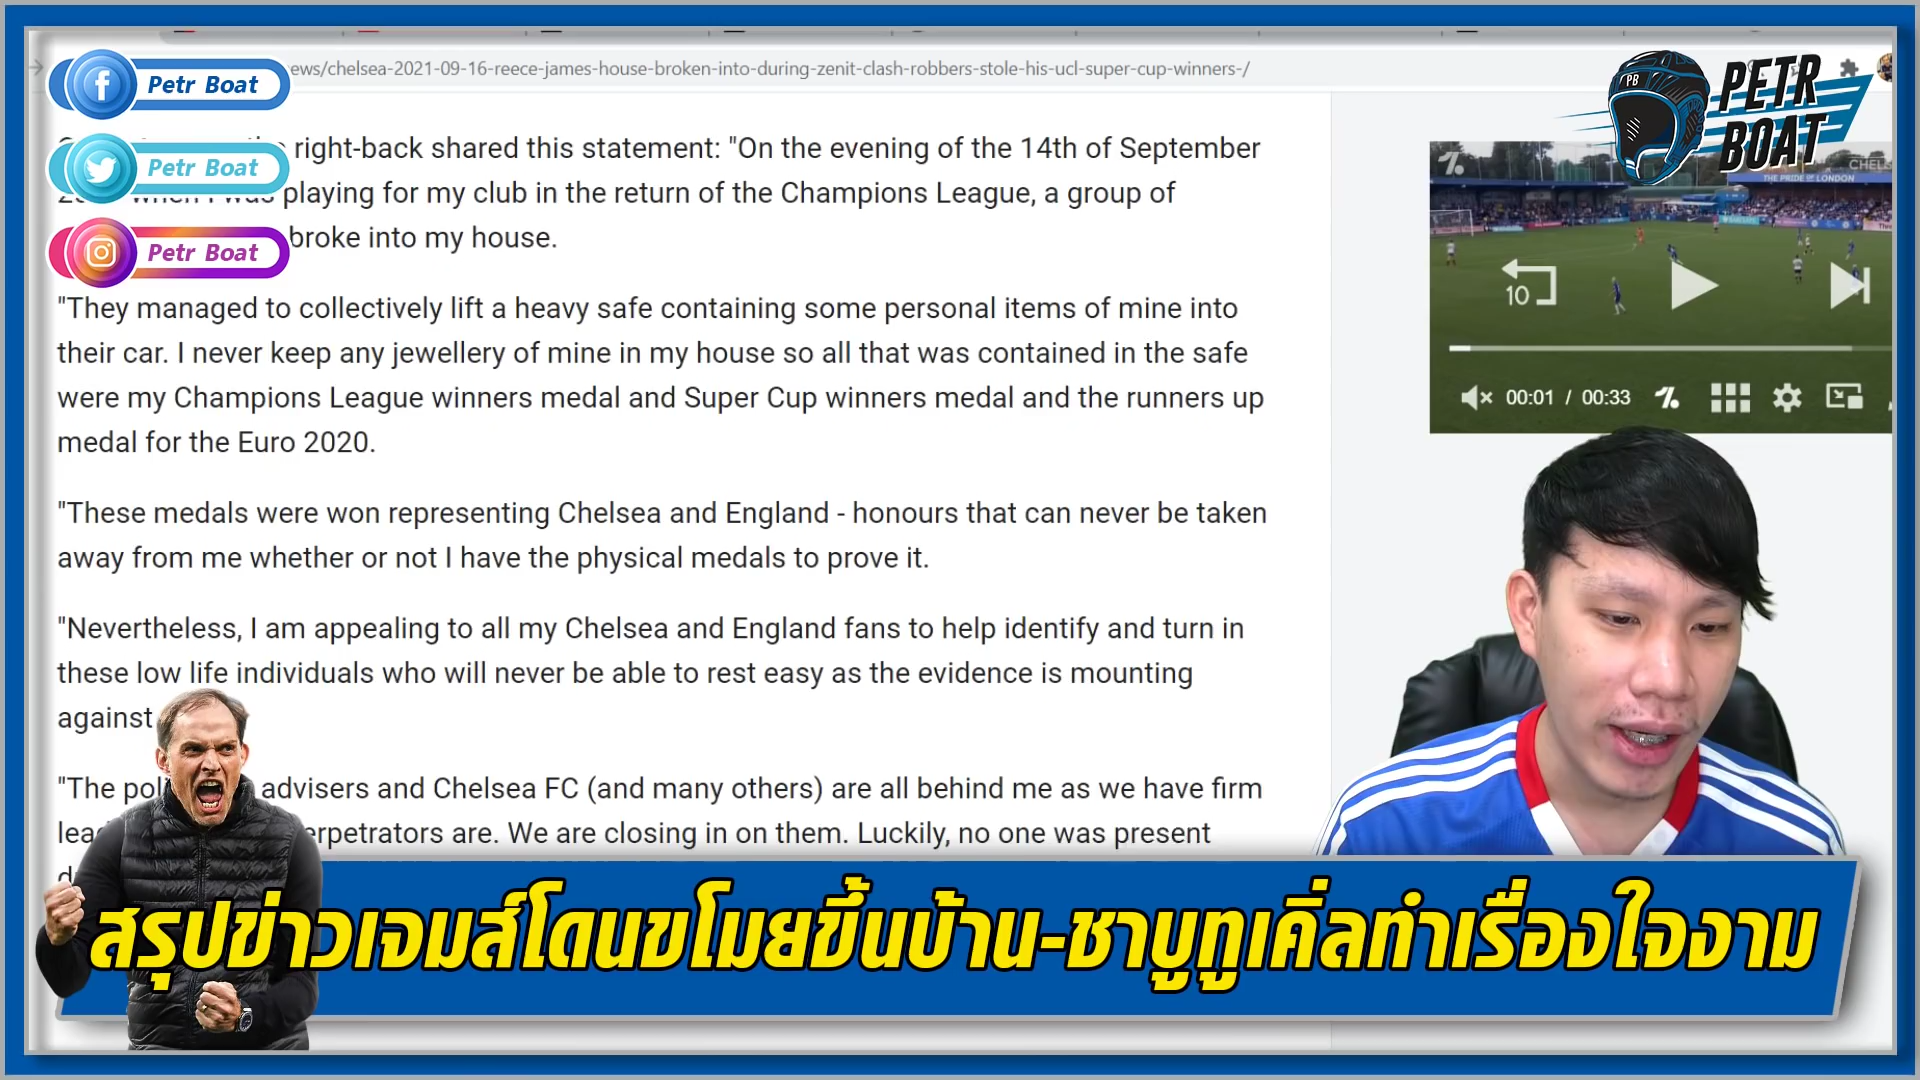 Petr Boat
Petr Boat
Petr Boat
news/chelsea-2021-09-16-reece-james-house-broken-into-during-zenit-clash-robbers-stole-his-ucl-super-cup-winners-/
PB
PETR
BOAT
right-back shared this statement: "On the evening of the 14th of September
playing for my club in the return of the Champions League, a group of
broke into my house.
"They managed to collectively lift a heavy safe containing some personal items of mine into
their car. I never keep any jewellery of mine in my house so all that was contained in the safe
were my Champions League winners medal and Super Cup winners medal and the runners up
medal for the Euro 2020.
"These medals were won representing Chelsea and England - honours that can never be taken
away from me whether or not I have the physical medals to prove it.
"Nevertheless, I am appealing to all my Chelsea and England fans to help identify and turn in
these low life individuals who will never be able to rest easy as the evidence is mounting
against
"The advisers and Chelsea FC (and many others) are all behind me as we have firm
are. We are closing in on them. Luckily, no one was present
THE PRIDE OF LONDON
10
00:01 / 00:33
สรุปข่าวเจมส์โดนขโมยขึ้นบ้าน-ชาบูทูเคิ่ลทำเรื่องใจงาม